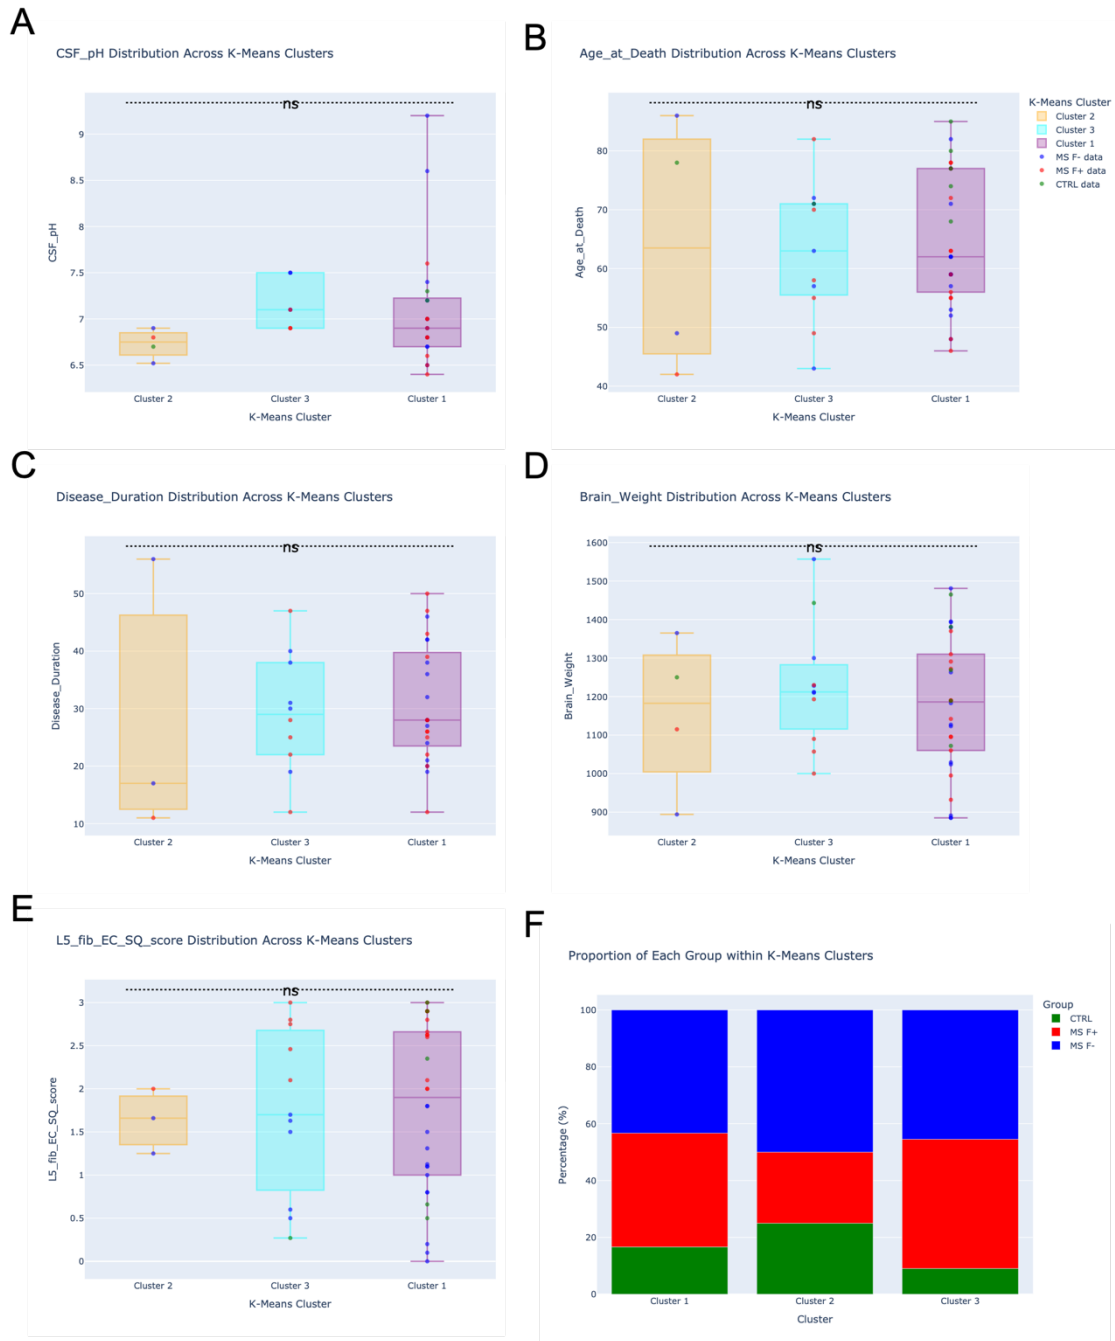 A
CSF_pH Distribution Across K-Means Clusters
ns
9
8.5
8
7.5
7
6.5
CSF_pH
Cluster 2 Cluster 3 Cluster 1
K-Means Cluster
B
Age_at_Death Distribution Across K-Means Clusters
ns
80
70
60
50
40
Age_at_Death
Cluster 2 Cluster 3 Cluster 1
K-Means Cluster
K-Means Cluster
Cluster 2
Cluster 3
Cluster 1
MS F- data
MS F+ data
CTRL data
C
Disease_Duration Distribution Across K-Means Clusters
ns
50
40
30
20
10
Disease_Duration
Cluster 2 Cluster 3 Cluster 1
K-Means Cluster
D
Brain_Weight Distribution Across K-Means Clusters
ns
1600
1500
1400
1300
1200
1100
1000
900
Brain_Weight
Cluster 2 Cluster 3 Cluster 1
K-Means Cluster
E
L5_fib_EC_SQ_score Distribution Across K-Means Clusters
ns
3
2.5
2
1.5
1
0.5
0
L5_fib_EC_SQ_score
Cluster 2 Cluster 3 Cluster 1
K-Means Cluster
F
Proportion of Each Group within K-Means Clusters
100
80
60
40
20
0
Percentage (%)
Cluster 1 Cluster 2 Cluster 3
Cluster
Group
CTRL
MS F+
MS F-